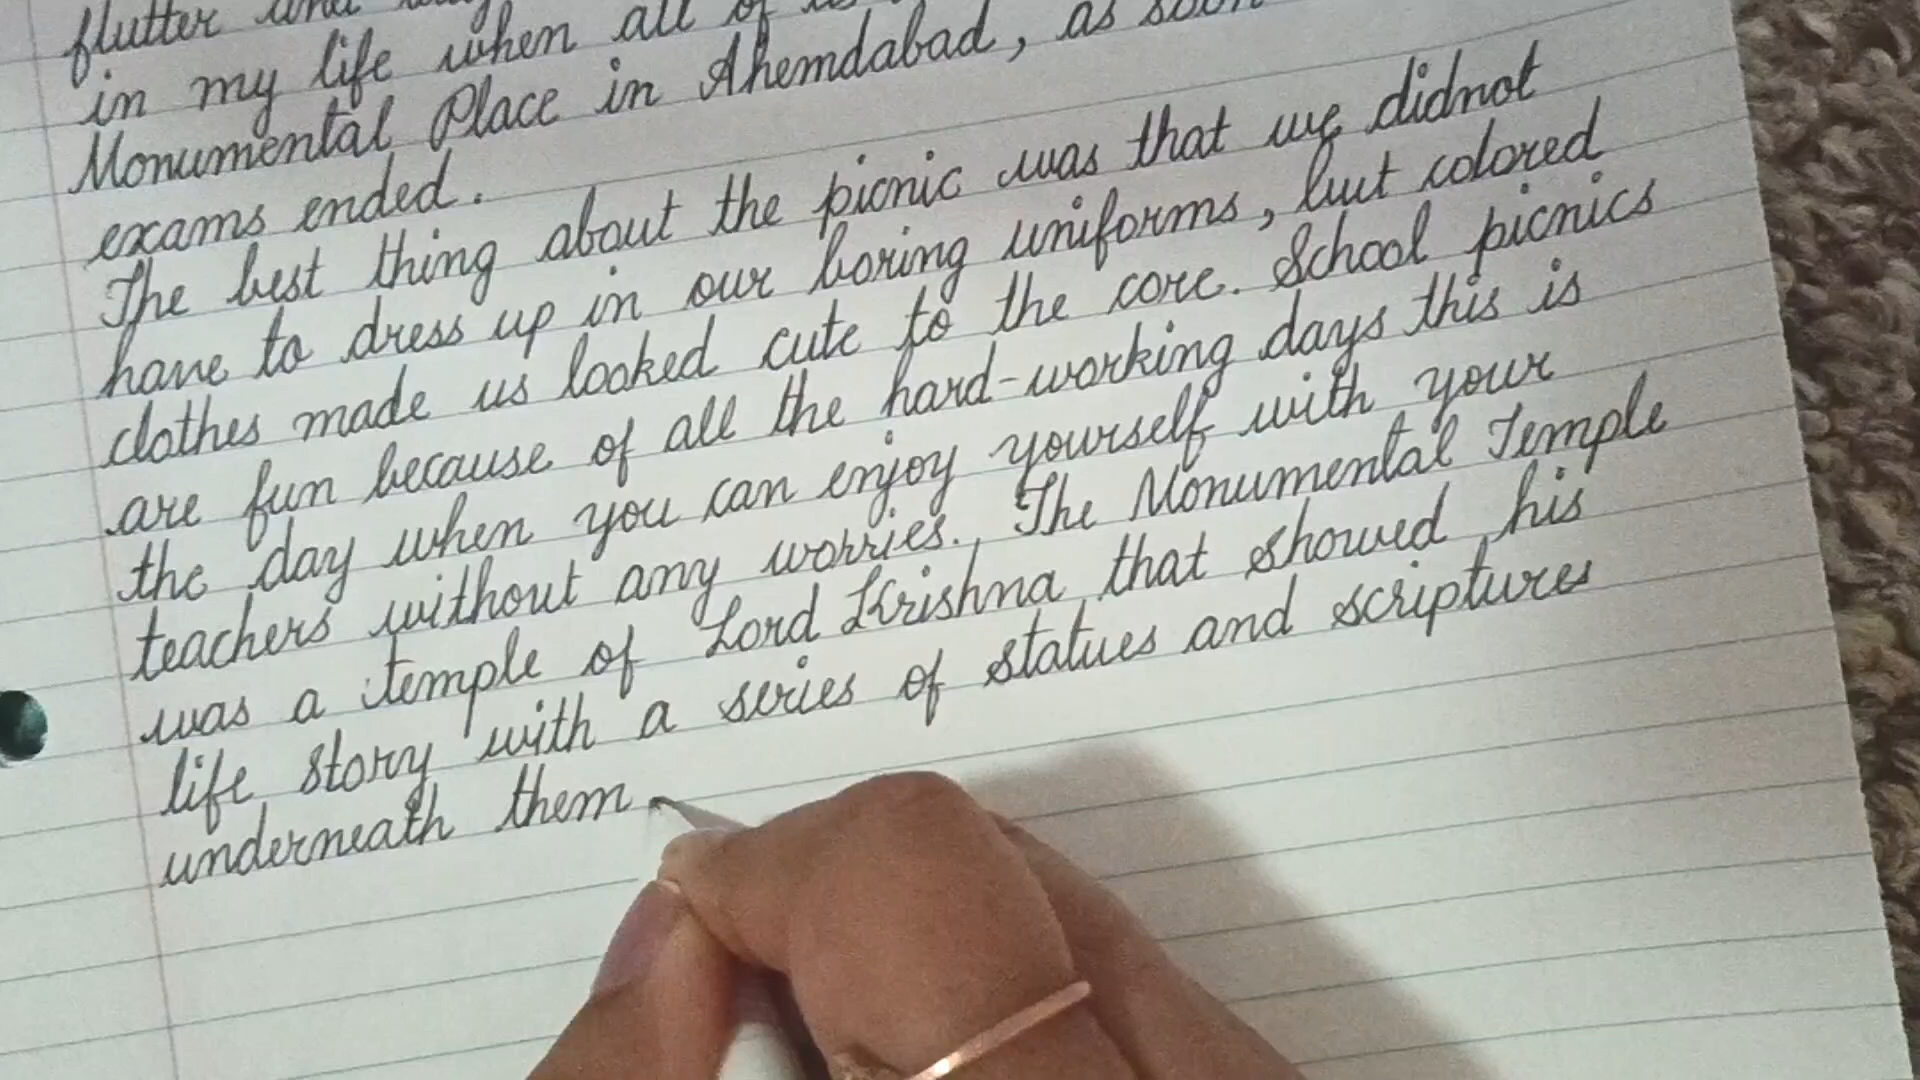 flutter and
in my life when all of us
Monumental Place in Ahemdabad, as soon
exams ended.
The best thing about the picnic was that we didnot
have to dress up in our boring uniforms, but colored
clothes made us looked cute to the core. School picnics
are fun because of all the hard-working days this is
the day when you can enjoy yourself with your
teachers without any worries. The Monumental Temple
was a temple of Lord Krishna that showed his
life story with a series of statues and scriptures
underneath them